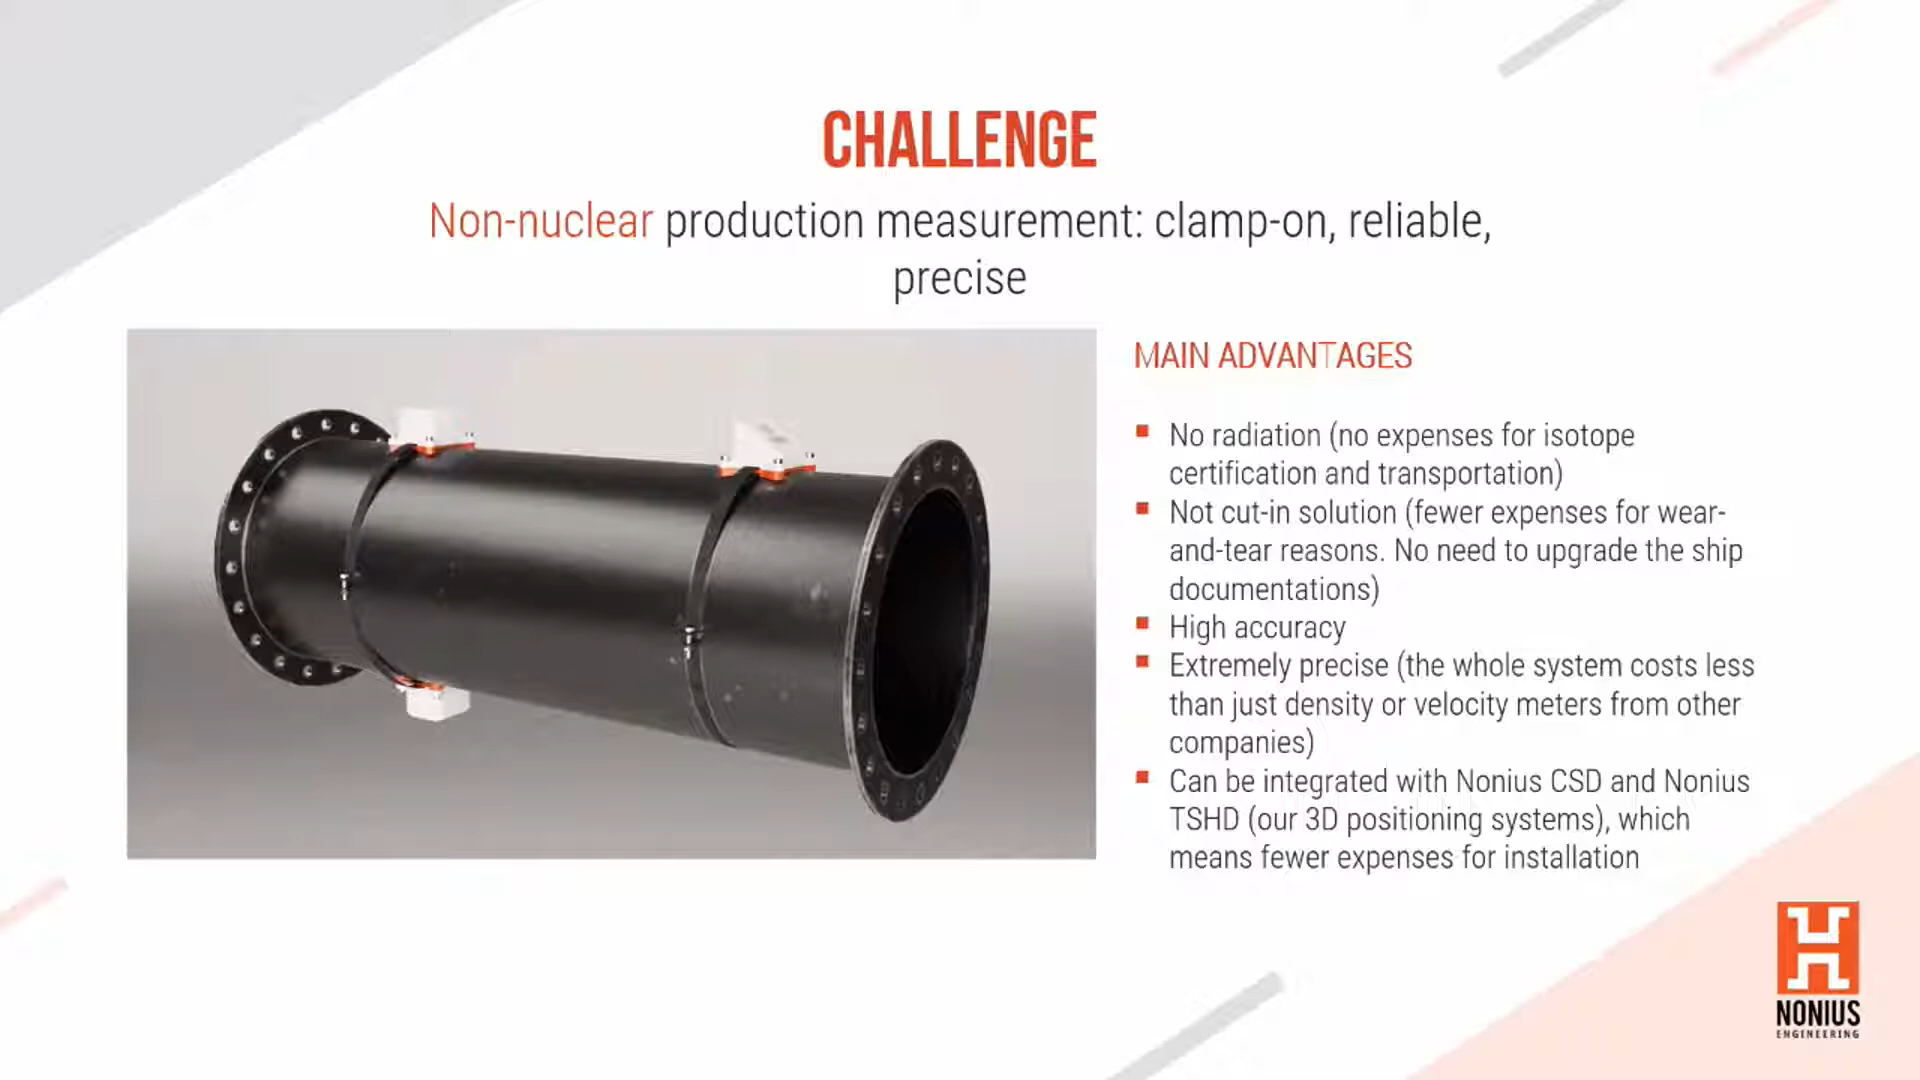 CHALLENGE
Non-nuclear production measurement: clamp-on, reliable,
precise
MAIN ADVANTAGES
▪ No radiation (no expenses for isotope
certification and transportation)
▪ Not cut-in solution (fewer expenses for wear-
and-tear reasons. No need to upgrade the ship
documentations)
▪ High accuracy
▪ Extremely precise (the whole system costs less
than just density or velocity meters from other
companies)
▪ Can be integrated with Nonius CSD and Nonius
TSHD (our 3D positioning systems), which
means fewer expenses for installation
NONIUS
ENGINEERING